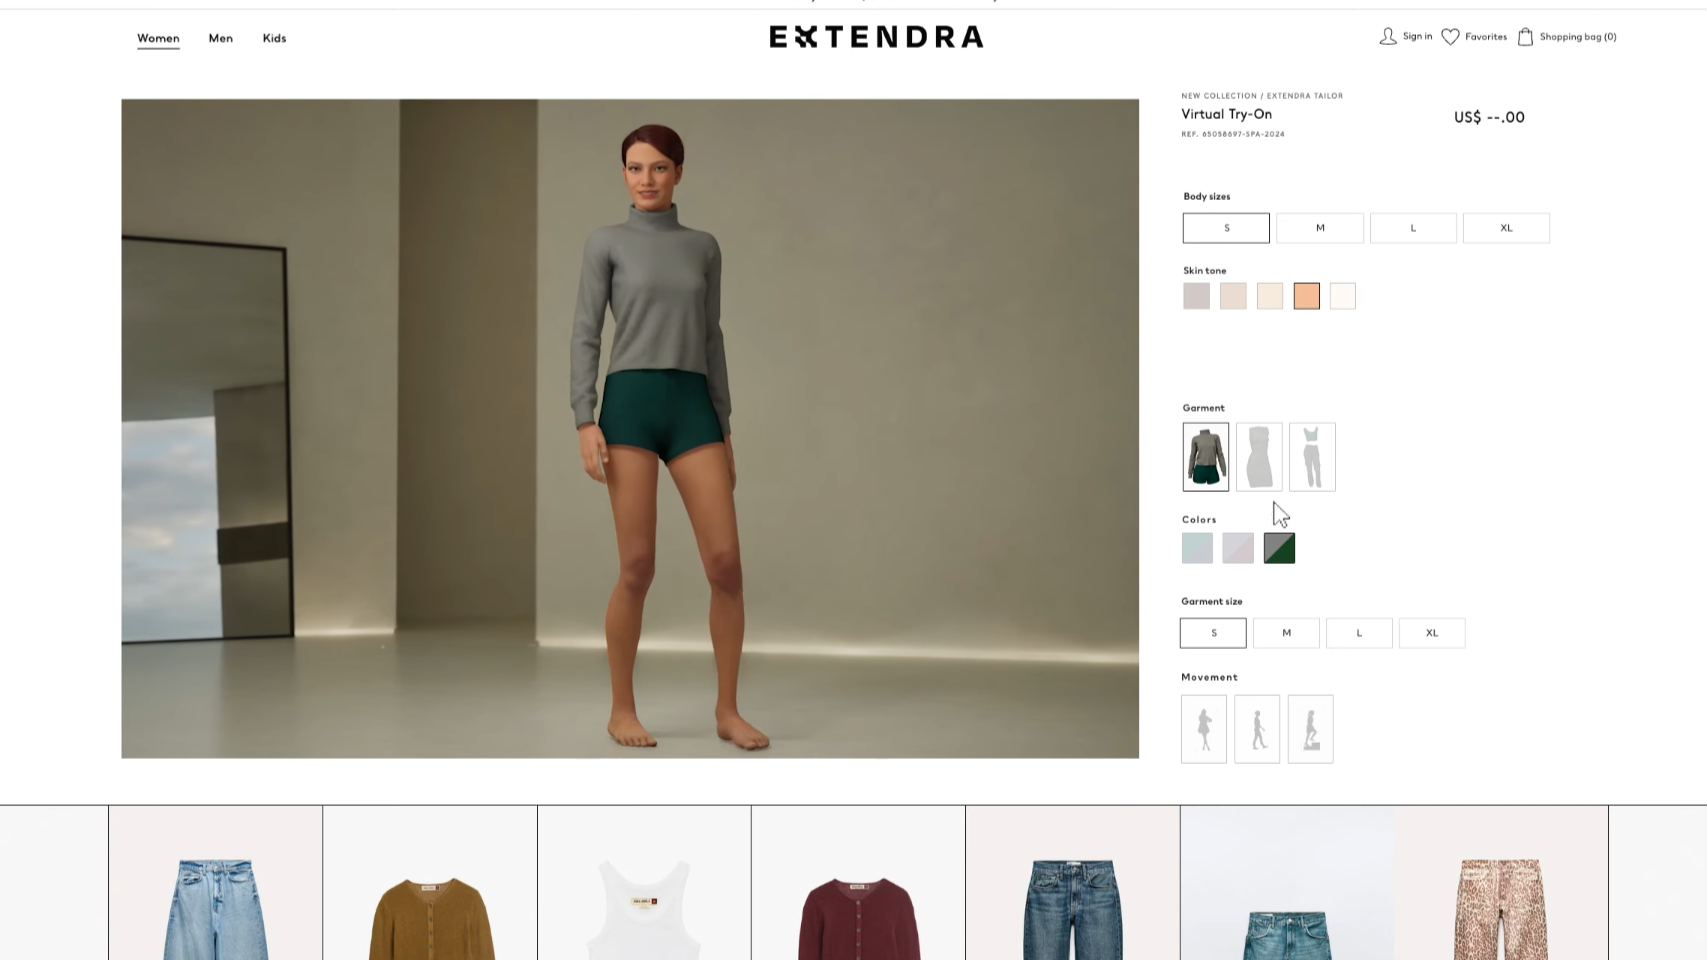 Women
Men
Kids
EXTENDRA
Sign in
Favorites
Shopping bag (0)
NEW COLLECTION / EXTENDRA TAILOR
Virtual Try-On
US$ --.00
REF. 65058697-SPA-2024
Body sizes
S
M
L
XL
Skin tone
Garment
Colors
Garment size
S
M
L
XL
Movement